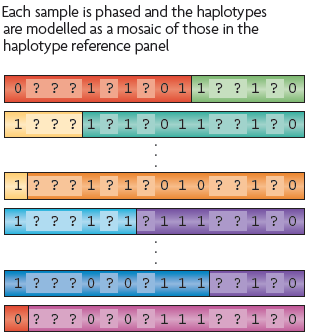 Each sample is phased and the haplotypes
are modelled as a mosaic of those in the
haplotype reference panel
0 ? ? ? 1 ? 1 ? 0 1 1 ? ? 1 ? 0
1 ? ? ? 1 ? 1 ? 0 1 1 ? ? 1 ? 0
1 ? ? ? 1 ? 1 ? 0 1 0 ? ? 1 ? 0
1 ? ? ? 1 ? 1 ? 1 1 1 ? ? 1 ? 0
1 ? ? ? 0 ? 0 ? 1 1 1 ? ? 1 ? 0
0 ? ? ? 0 ? 0 ? 1 1 1 ? ? 1 ? 0